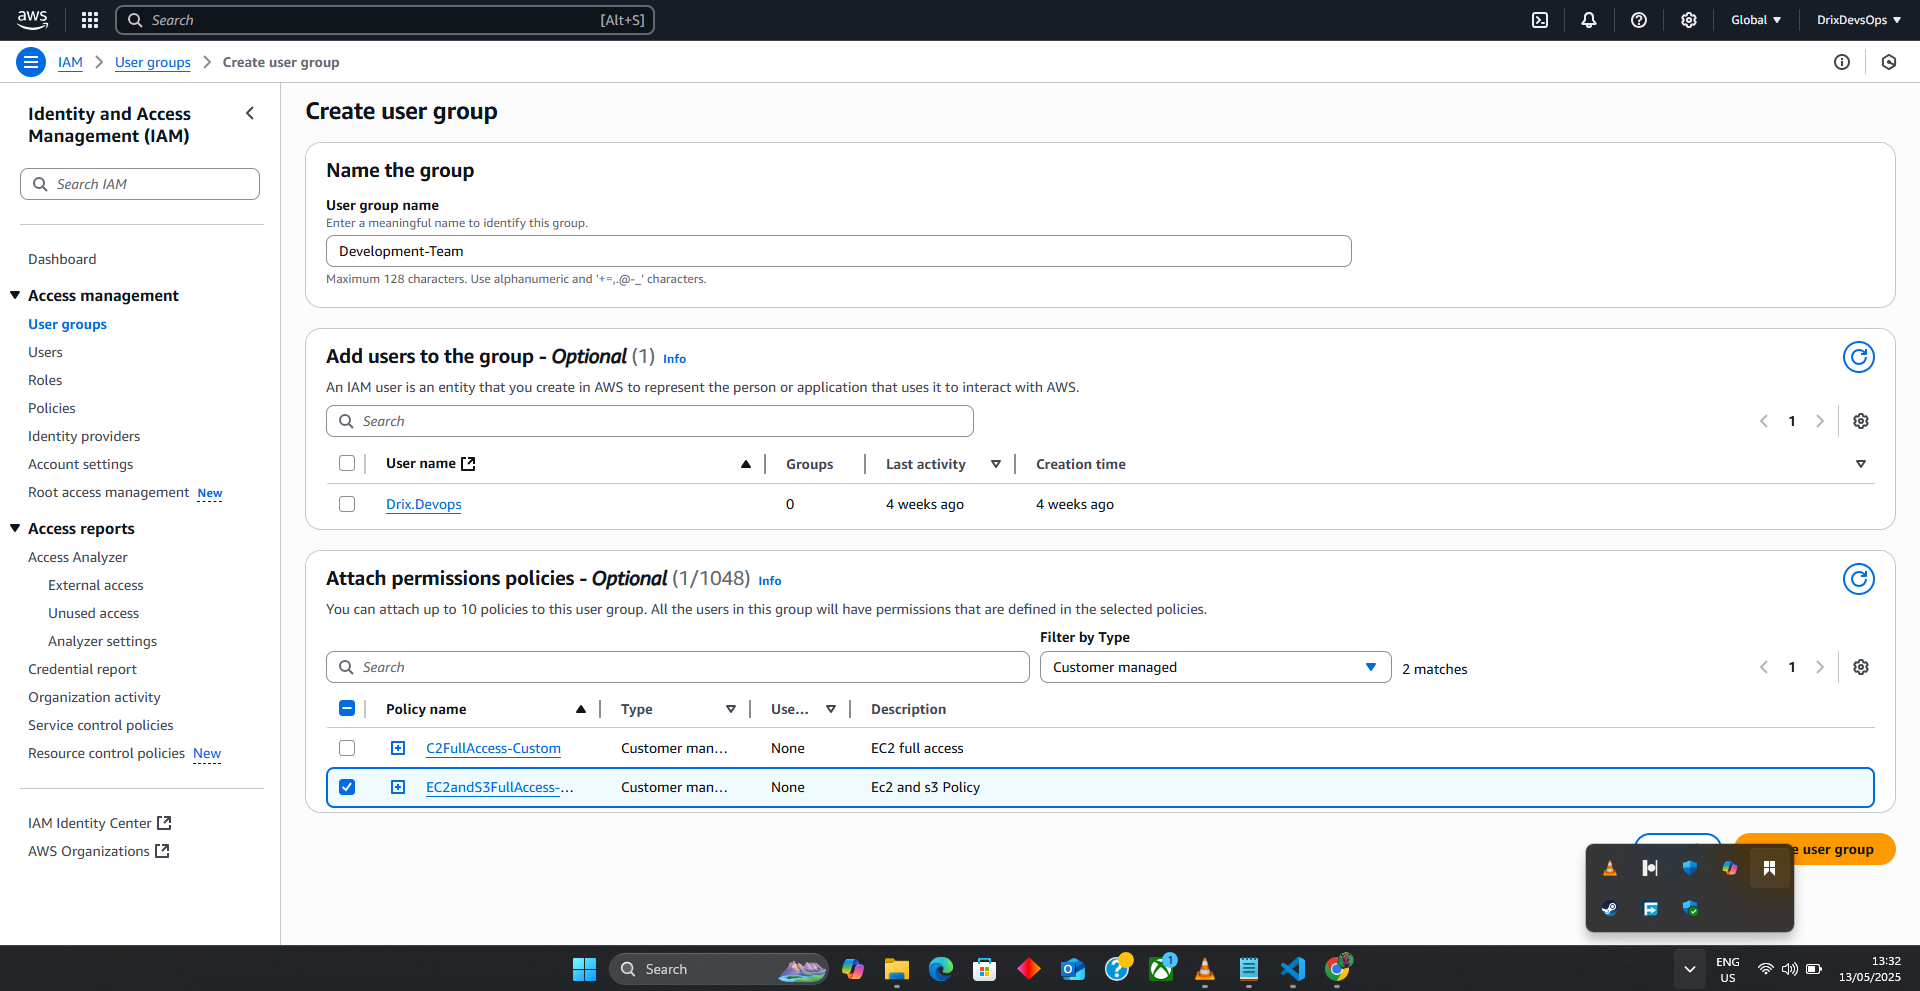 aws
Search
[Alt+S]
Global
DrixDevsOps
IAM
User groups
Create user group
Identity and Access
Management (IAM)
Search IAM
Dashboard
Access management
User groups
Users
Roles
Policies
Identity providers
Account settings
Root access management New
Access reports
Access Analyzer
External access
Unused access
Analyzer settings
Credential report
Organization activity
Service control policies
Resource control policies New
IAM Identity Center
AWS Organizations
Create user group
Name the group
User group name
Enter a meaningful name to identify this group.
Development-Team
Maximum 128 characters. Use alphanumeric and '+=,.@-_' characters.
Add users to the group - Optional (1) Info
An IAM user is an entity that you create in AWS to represent the person or application that uses it to interact with AWS.
Search
1
User name
Groups
Last activity
Creation time
Drix.Devops
0
4 weeks ago
4 weeks ago
Attach permissions policies - Optional (1/1048) Info
You can attach up to 10 policies to this user group. All the users in this group will have permissions that are defined in the selected policies.
Filter by Type
Search
Customer managed
2 matches
1
Policy name
Type
Use...
Description
C2FullAccess-Custom
Customer man...
None
EC2 full access
EC2andS3FullAccess-...
Customer man...
None
Ec2 and s3 Policy
user group
Search
1
ENG
US
13:32
13/05/2025